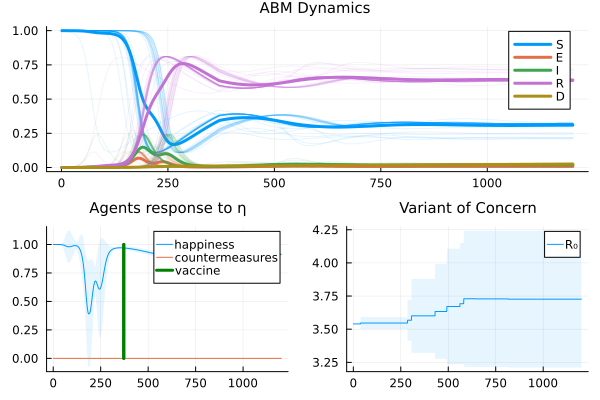 ABM Dynamics
1.00
0.75
0.50
0.25
0.00
S
E
I
R
D
0
250
500
750
1000
Agents response to η
1.00
0.75
0.50
0.25
0.00
happiness
countermeasures
vaccine
0
250
500
750
1000
Variant of Concern
4.25
4.00
3.75
3.50
3.25
R₀
0
250
500
750
1000